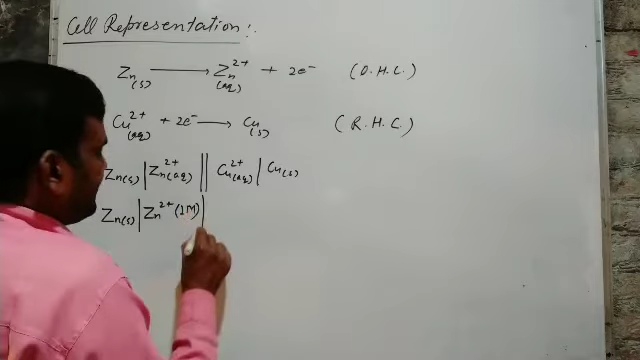 Cell Representation:.
Zn(s) ⟶ Zn²⁺(aq) + 2e⁻ (O.H.C.)
Cu²⁺(aq) + 2e⁻ ⟶ Cu(s) (R.H.C.)
Zn(s) | Zn²⁺(aq) || Cu²⁺(aq) | Cu(s)
Zn(s) | Zn²⁺ (1M) |